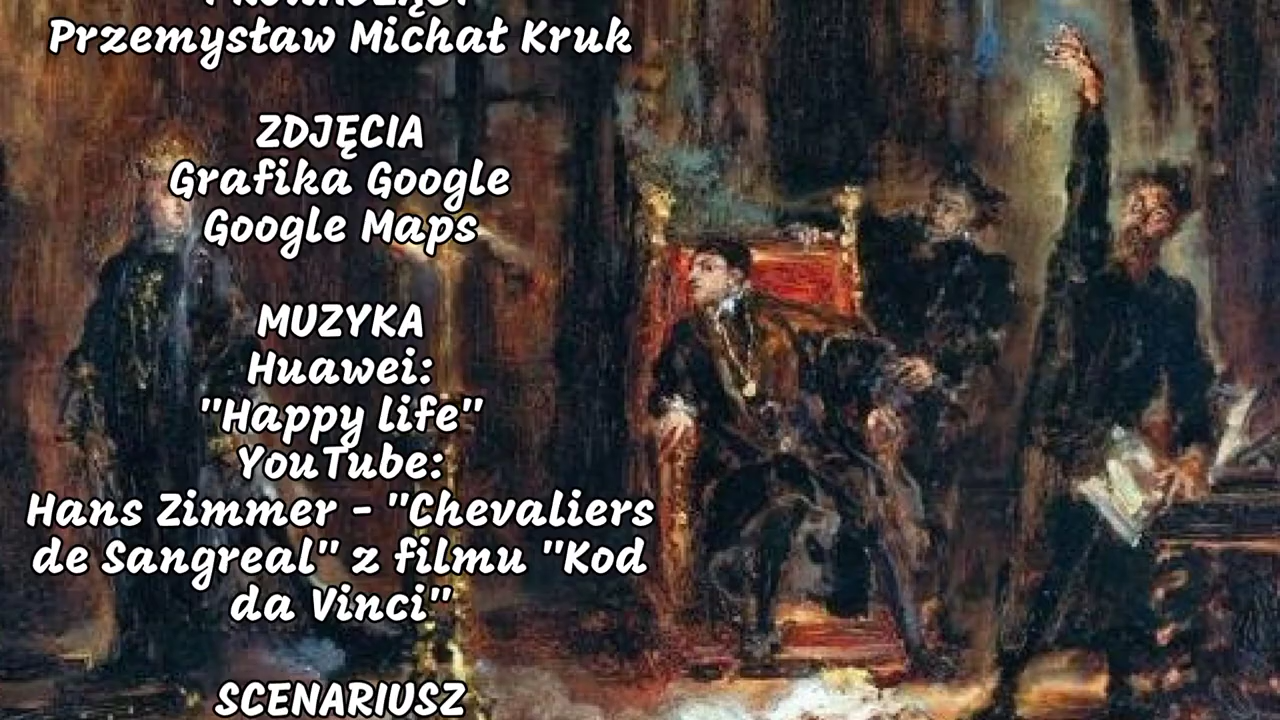 PROWADZĄCY
Przemysław Michał Kruk
ZDJĘCIA
Grafika Google
Google Maps
MUZYKA
Huawei:
"Happy life"
YouTube:
Hans Zimmer - "Chevaliers
de Sangreal" z filmu "Kod
da Vinci"
SCENARIUSZ